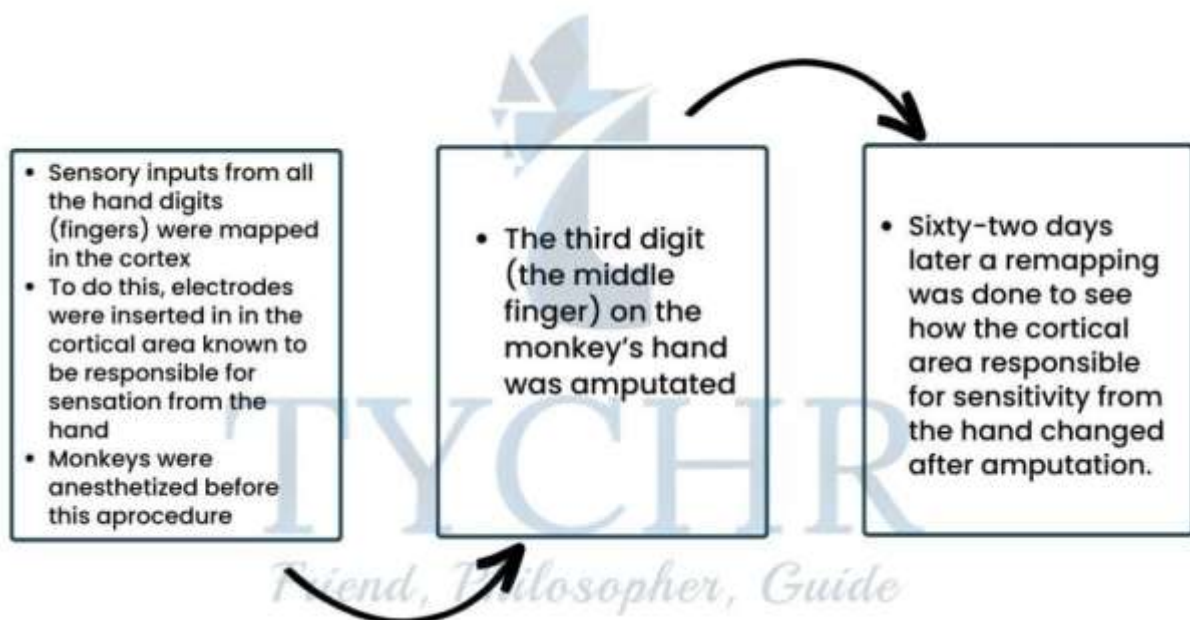 • Sensory inputs from all
the hand digits
(fingers) were mapped
in the cortex
• To do this, electrodes
were inserted in in the
cortical area known to
be responsible for
sensation from the
hand
• Monkeys were
anesthetized before
this aprocedure
• The third digit
(the middle
finger) on the
monkey's hand
was amputated
• Sixty-two days
later a remapping
was done to see
how the cortical
area responsible
for sensitivity from
the hand changed
after amputation.
TYCHR
Friend, Philosopher, Guide